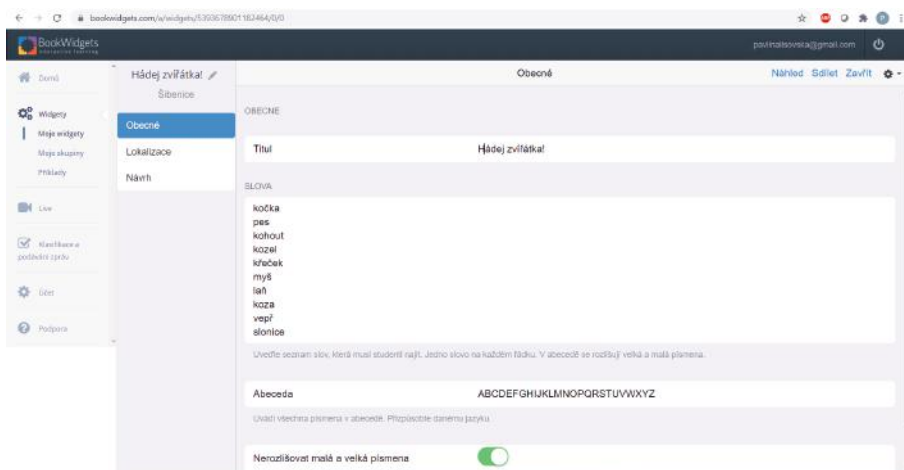 bookwidgets.com/a/widgets/5393678901182464/0/0
BookWidgets
interactive learning
pavlinalisovska@gmail.com
Domů
Widgety
Moje widgety
Moje skupiny
Příklady
Live
Klasifikace a
podávání zpráv
Účet
Podpora
Hádej zvířátka!
Šibenice
Obecné
Lokalizace
Návrh
Obecné
Náhled Sdílet Zavřít
OBECNÉ
Titul Hádej zvířátka!
SLOVA
kočka
pes
kohout
kozel
křeček
myš
laň
koza
vepř
slonice
Uveďte seznam slov, která musí studenti najít. Jedno slovo na každém řádku. V abecedě se rozlišují velká a malá písmena.
Abeceda ABCDEFGHIJKLMNOPQRSTUVWXYZ
Uvádí všechna písmena v abecedě. Přizpůsobte danému jazyku.
Nerozlišovat malá a velká písmena